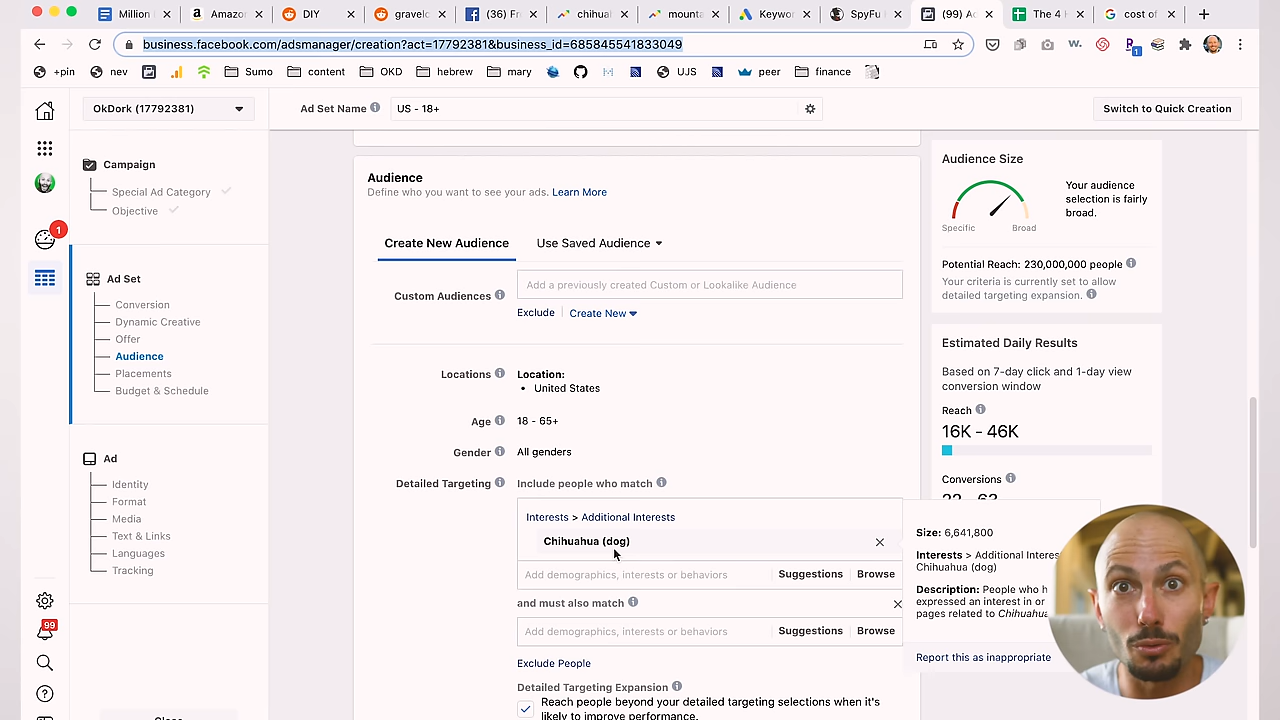 Million
Amazor
DIY
gravelo
(36) Fr
chihual
mounta
Keywo
SpyFu
(99) A
The 4
cost of
business.facebook.com/adsmanager/creation?act=17792381&business_id=685845541833049
+pin
nev
Sumo
content
OKD
hebrew
mary
UJS
peer
finance
OkDork (17792381)
Ad Set Name
US - 18+
Switch to Quick Creation
1
99
Campaign
Special Ad Category
Objective
Ad Set
Conversion
Dynamic Creative
Offer
Audience
Placements
Budget & Schedule
Ad
Identity
Format
Media
Text & Links
Languages
Tracking
Close
Audience
Define who you want to see your ads. Learn More
Create New Audience
Use Saved Audience
Custom Audiences
Add a previously created Custom or Lookalike Audience
Exclude
Create New
Locations
Location:
• United States
Age
18 - 65+
Gender
All genders
Detailed Targeting
Include people who match
Interests > Additional Interests
Chihuahua (dog)
Add demographics, interests or behaviors
Suggestions
Browse
and must also match
Add demographics, interests or behaviors
Suggestions
Browse
Exclude People
Detailed Targeting Expansion
Reach people beyond your detailed targeting selections when it's
likely to improve performance.
Audience Size
Specific
Broad
Your audience
selection is fairly
broad.
Potential Reach: 230,000,000 people
Your criteria is currently set to allow
detailed targeting expansion.
Estimated Daily Results
Based on 7-day click and 1-day view
conversion window
Reach
16K - 46K
Conversions
Size: 6,641,800
Interests > Additional Interes
Chihuahua (dog)
Description: People who h
expressed an interest in or
pages related to Chihuahua
Report this as inappropriate